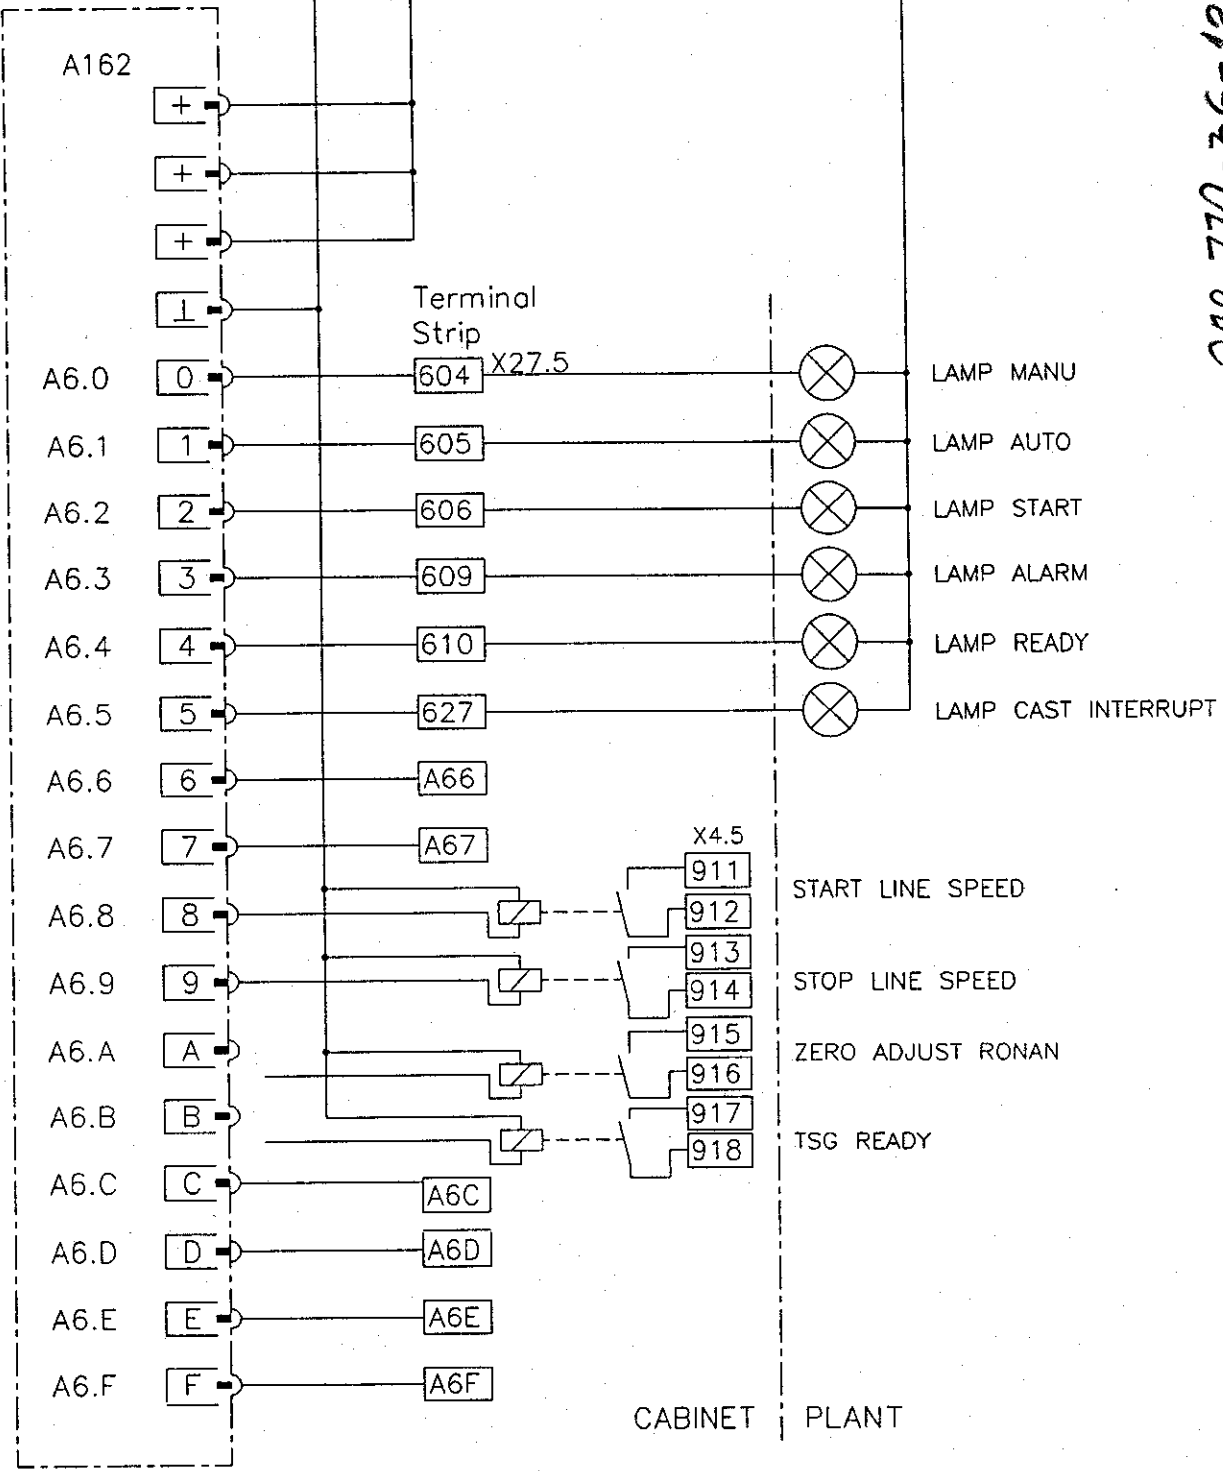 A162
+
+
+
⊥
Terminal
Strip
A6.0 0 604 X27.5 LAMP MANU
A6.1 1 605 LAMP AUTO
A6.2 2 606 LAMP START
A6.3 3 609 LAMP ALARM
A6.4 4 610 LAMP READY
A6.5 5 627 LAMP CAST INTERRUPT
A6.6 6 A66
A6.7 7 A67
X4.5
911
START LINE SPEED
A6.8 8 912
913
A6.9 9 914 STOP LINE SPEED
915
A6.A A ZERO ADJUST RONAN
916
A6.B B 917
918 TSG READY
A6.C C A6C
A6.D D A6D
A6.E E A6E
A6.F F A6F
CABINET PLANT